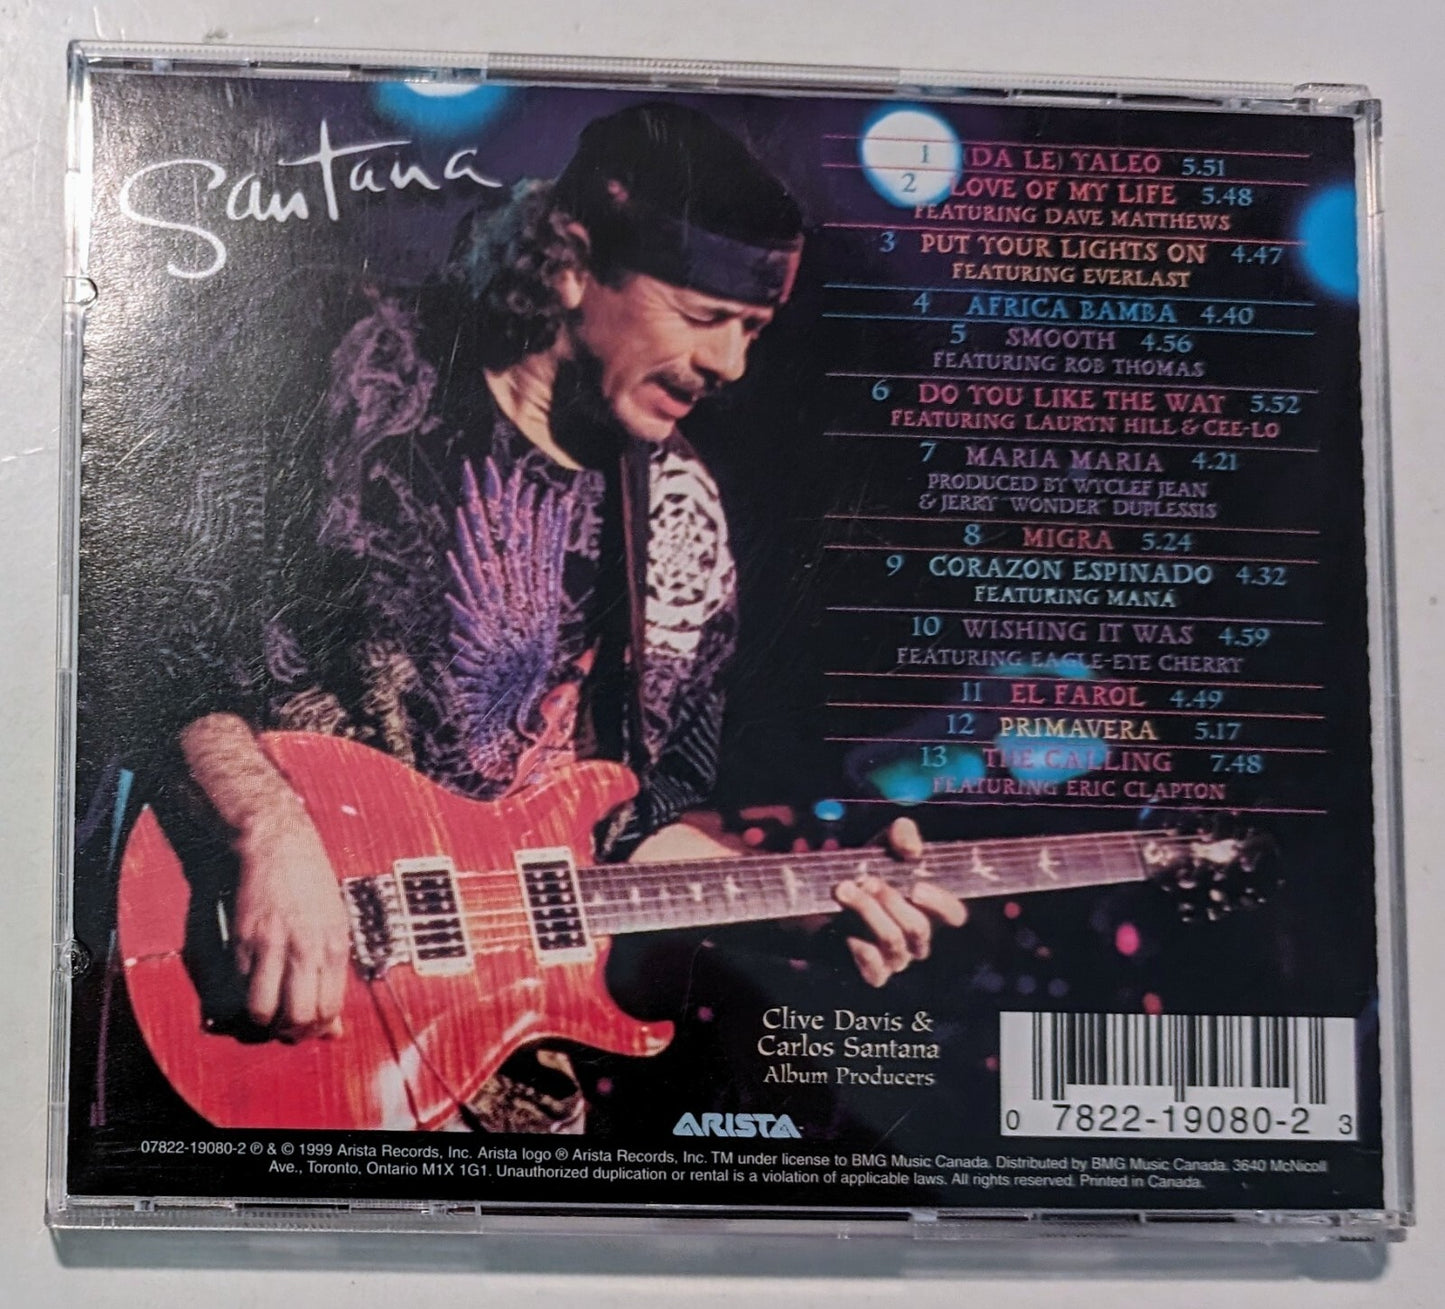 Santana
1 (DA LE) YALEO 5.51
2 LOVE OF MY LIFE 5.48
FEATURING DAVE MATTHEWS
3 PUT YOUR LIGHTS ON 4.47
FEATURING EVERLAST
4 AFRICA BAMBA 4.40
5 SMOOTH 4.56
FEATURING ROB THOMAS
6 DO YOU LIKE THE WAY 5.52
FEATURING LAURYN HILL & CEE-LO
7 MARIA MARIA 4.21
PRODUCED BY WYCLEF JEAN
& JERRY "WONDER" DUPLESSIS
8 MIGRA 5.24
9 CORAZON ESPINADO 4.32
FEATURING MANÁ
10 WISHING IT WAS 4.59
FEATURING EAGLE-EYE CHERRY
11 EL FAROL 4.49
12 PRIMAVERA 5.17
13 THE CALLING 7.48
FEATURING ERIC CLAPTON
Clive Davis &
Carlos Santana
Album Producers
ARISTA
0 7822-19080-2 3
07822-19080-2 ℗ & © 1999 Arista Records, Inc. Arista logo ® Arista Records, Inc. TM under license to BMG Music Canada. Distributed by BMG Music Canada. 3640 McNicoll
Ave., Toronto, Ontario M1X 1G1. Unauthorized duplication or rental is a violation of applicable laws. All rights reserved. Printed in Canada.